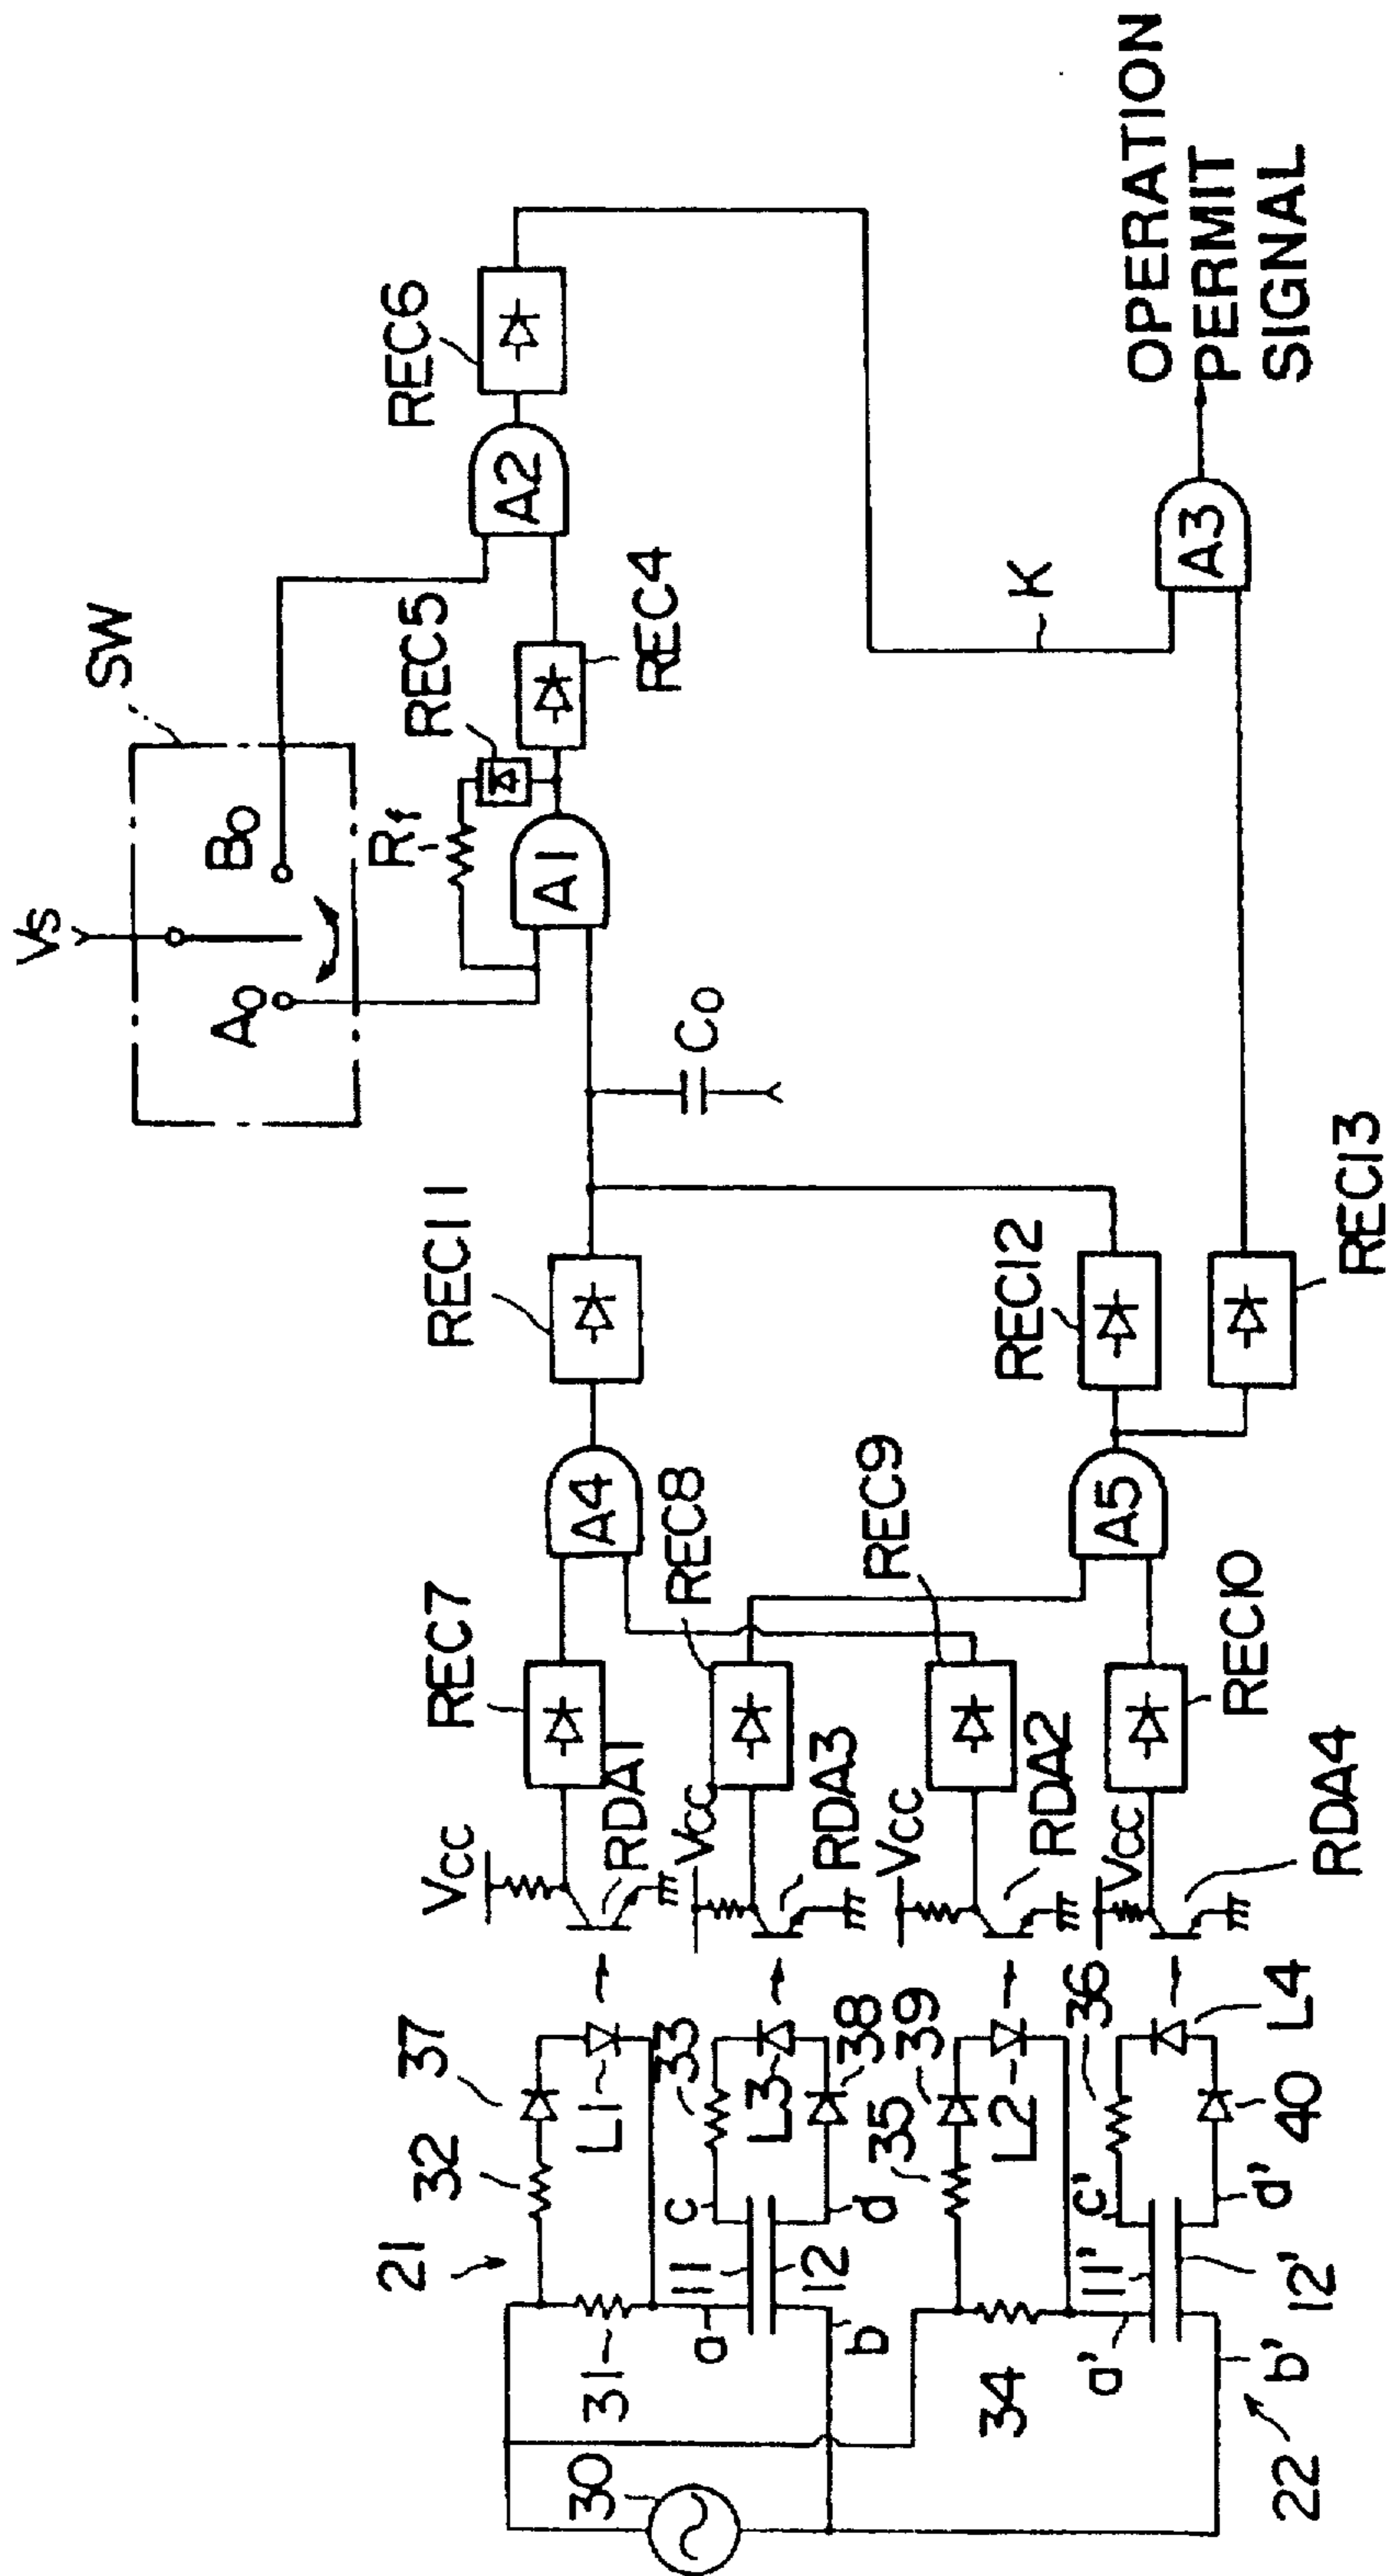 Vs
SW
Ao
Bo
REC6
REC5
REC4
Rf
A1
A2
Co
K
A3
OPERATION
PERMIT
SIGNAL
REC11
REC12
REC13
A4
A5
REC7
REC8
REC9
REC10
Vcc
RDA1
Vcc
RDA3
Vcc
RDA2
Vcc
RDA4
21
32
37
L1
31
33
L3
38
c
11
a
12
d
b
30
35
39
L2
34
36
L4
c'
11'
a'
12'
d'
40
b'
22